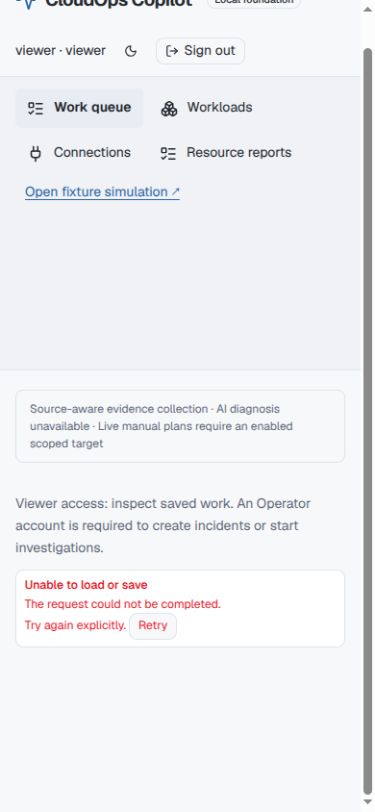 CloudOps Copilot Local foundation
viewer · viewer Sign out
Work queue Workloads
Connections Resource reports
Open fixture simulation ↗
Source-aware evidence collection · AI diagnosis
unavailable · Live manual plans require an enabled
scoped target
Viewer access: inspect saved work. An Operator
account is required to create incidents or start
investigations.
Unable to load or save
The request could not be completed.
Try again explicitly. Retry